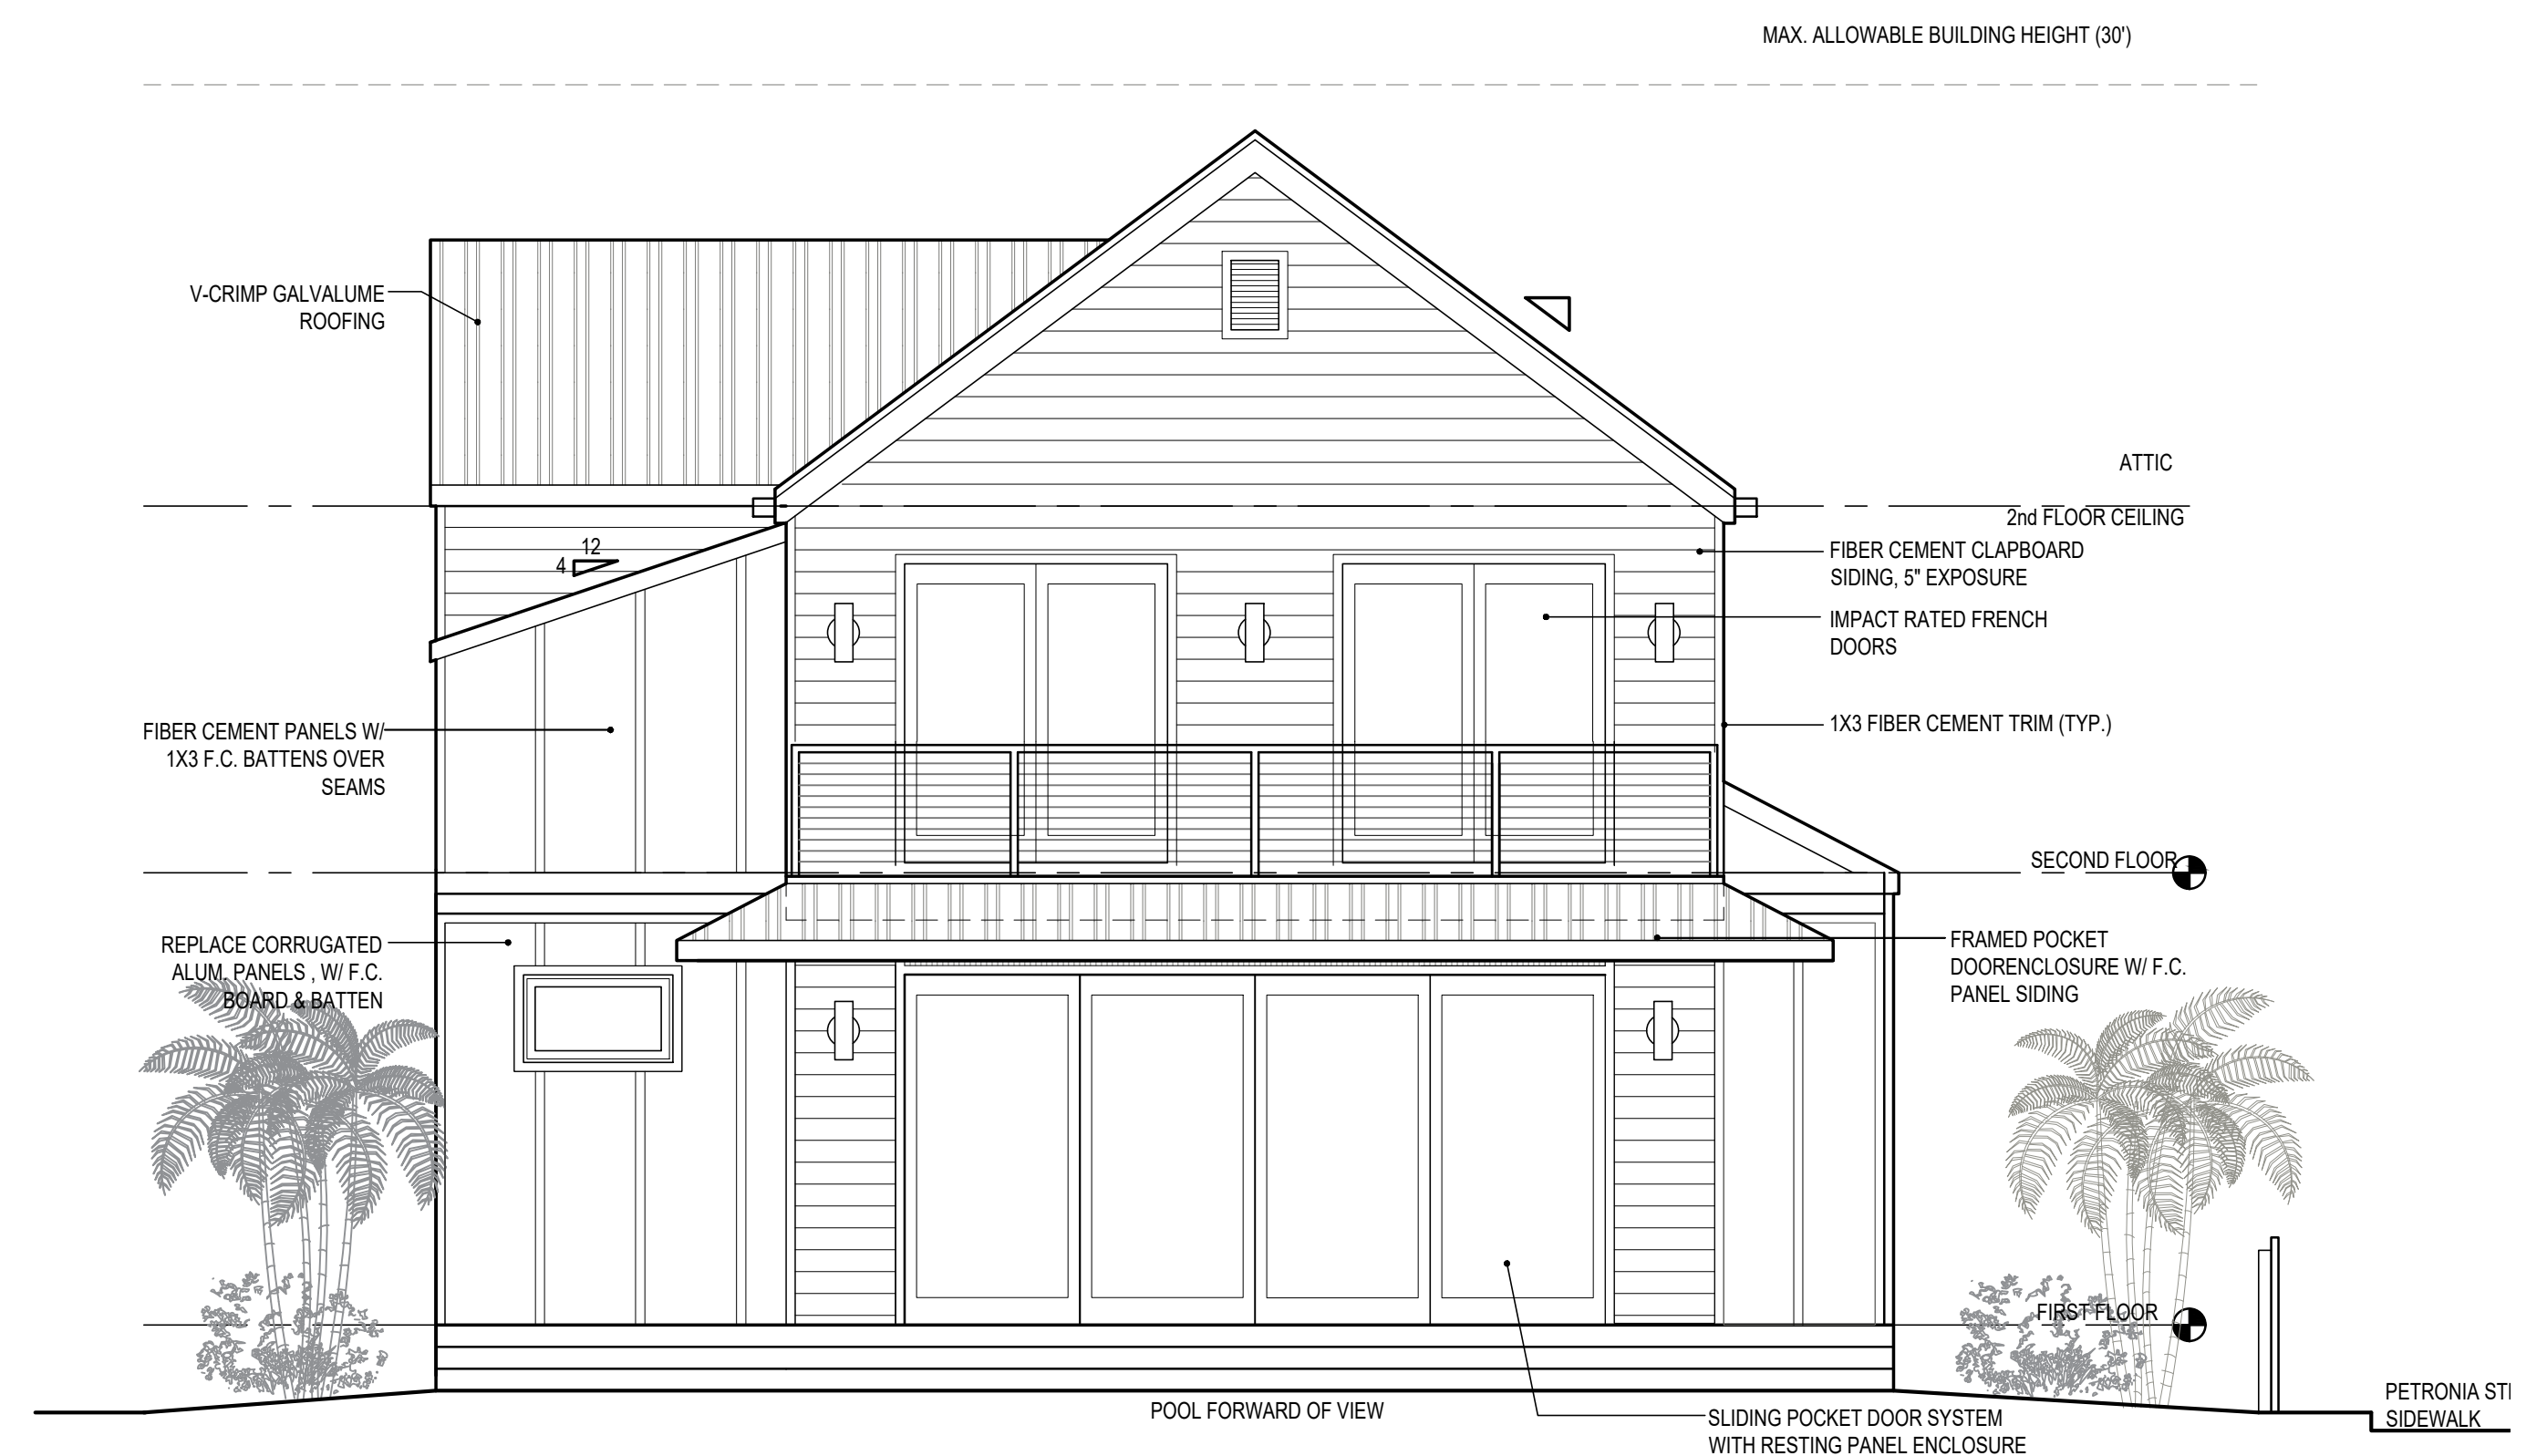 MAX. ALLOWABLE BUILDING HEIGHT (30')
V-CRIMP GALVALUME
ROOFING
ATTIC
2nd FLOOR CEILING
12
4
FIBER CEMENT CLAPBOARD
SIDING, 5" EXPOSURE
IMPACT RATED FRENCH
DOORS
FIBER CEMENT PANELS W/
1X3 F.C. BATTENS OVER
SEAMS
1X3 FIBER CEMENT TRIM (TYP.)
SECOND FLOOR
REPLACE CORRUGATED
ALUM. PANELS , W/ F.C.
BOARD & BATTEN
FRAMED POCKET
DOORENCLOSURE W/ F.C.
PANEL SIDING
FIRST FLOOR
POOL FORWARD OF VIEW
SLIDING POCKET DOOR SYSTEM
WITH RESTING PANEL ENCLOSURE
PETRONIA
SIDEWALK